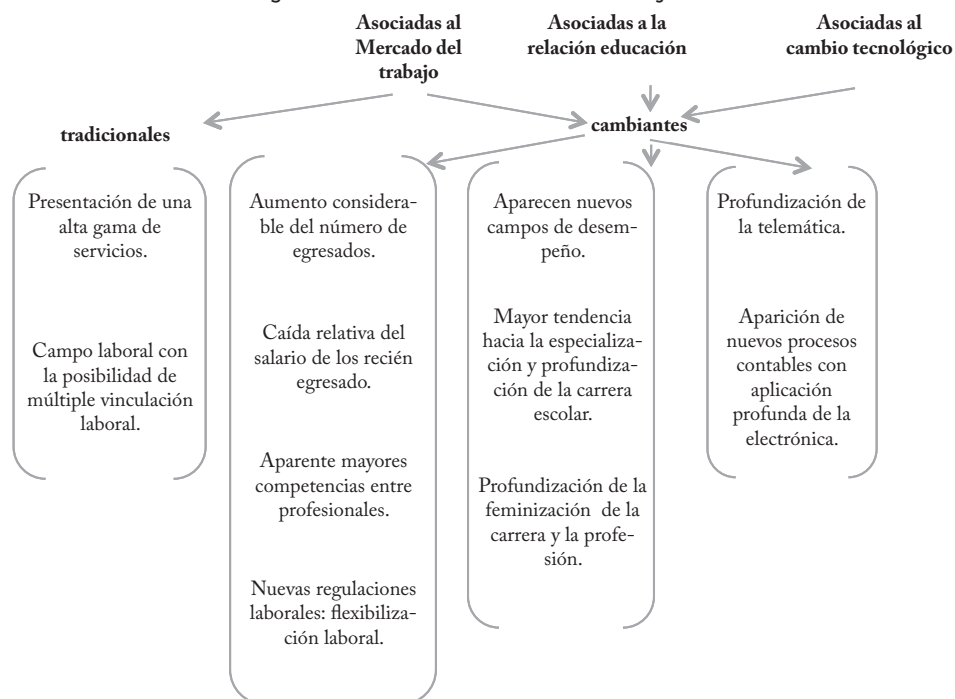 Asociadas al
Mercado del
trabajo
Asociadas a la
relación educación
Asociadas al
cambio tecnológico
tradicionales
cambiantes
Presentación de una
alta gama de
servicios.
Campo laboral con
la posibilidad de
múltiple vinculación
laboral.
Aumento considera-
ble del número de
egresados.
Caída relativa del
salario de los recién
egresado.
Aparente mayores
competencias entre
profesionales.
Nuevas regulaciones
laborales: flexibiliza-
ción laboral.
Aparecen nuevos
campos de desem-
peño.
Mayor tendencia
hacia la especializa-
ción y profundiza-
ción de la carrera
escolar.
Profundización de la
feminización de la
carrera y la profe-
sión.
Profundización de
la telemática.
Aparición de
nuevos procesos
contables con
aplicación
profunda de la
electrónica.